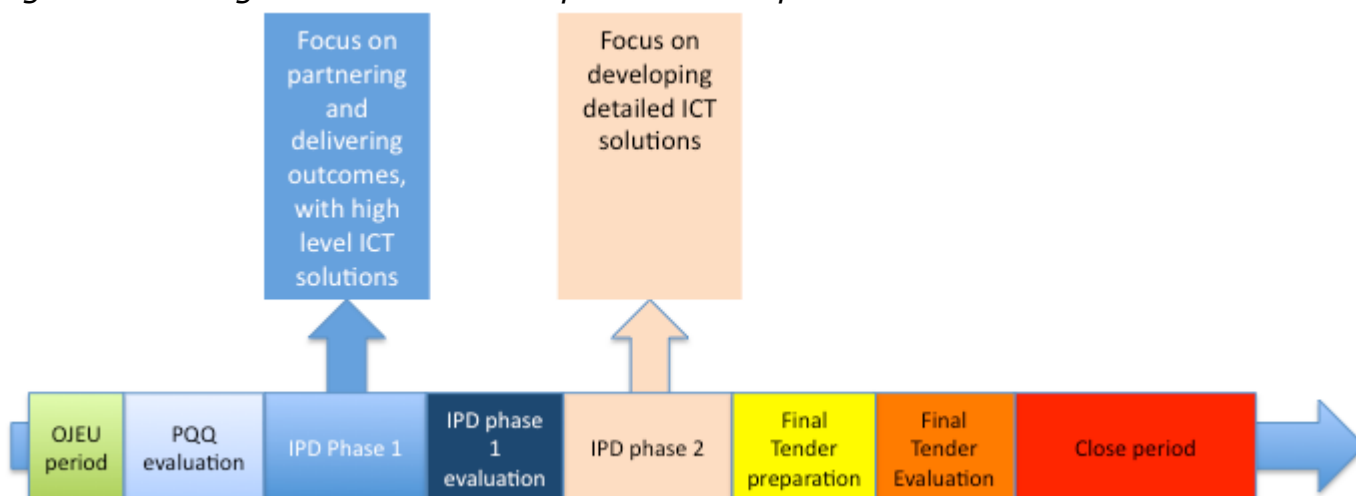 Focus on
partnering
and
delivering
outcomes,
with high
level ICT
solutions
Focus on
developing
detailed ICT
solutions
OJEU
period
PQQ
evaluation
IPD Phase 1
IPD phase
1
evaluation
IPD phase 2
Final
Tender
preparation
Final
Tender
Evaluation
Close period